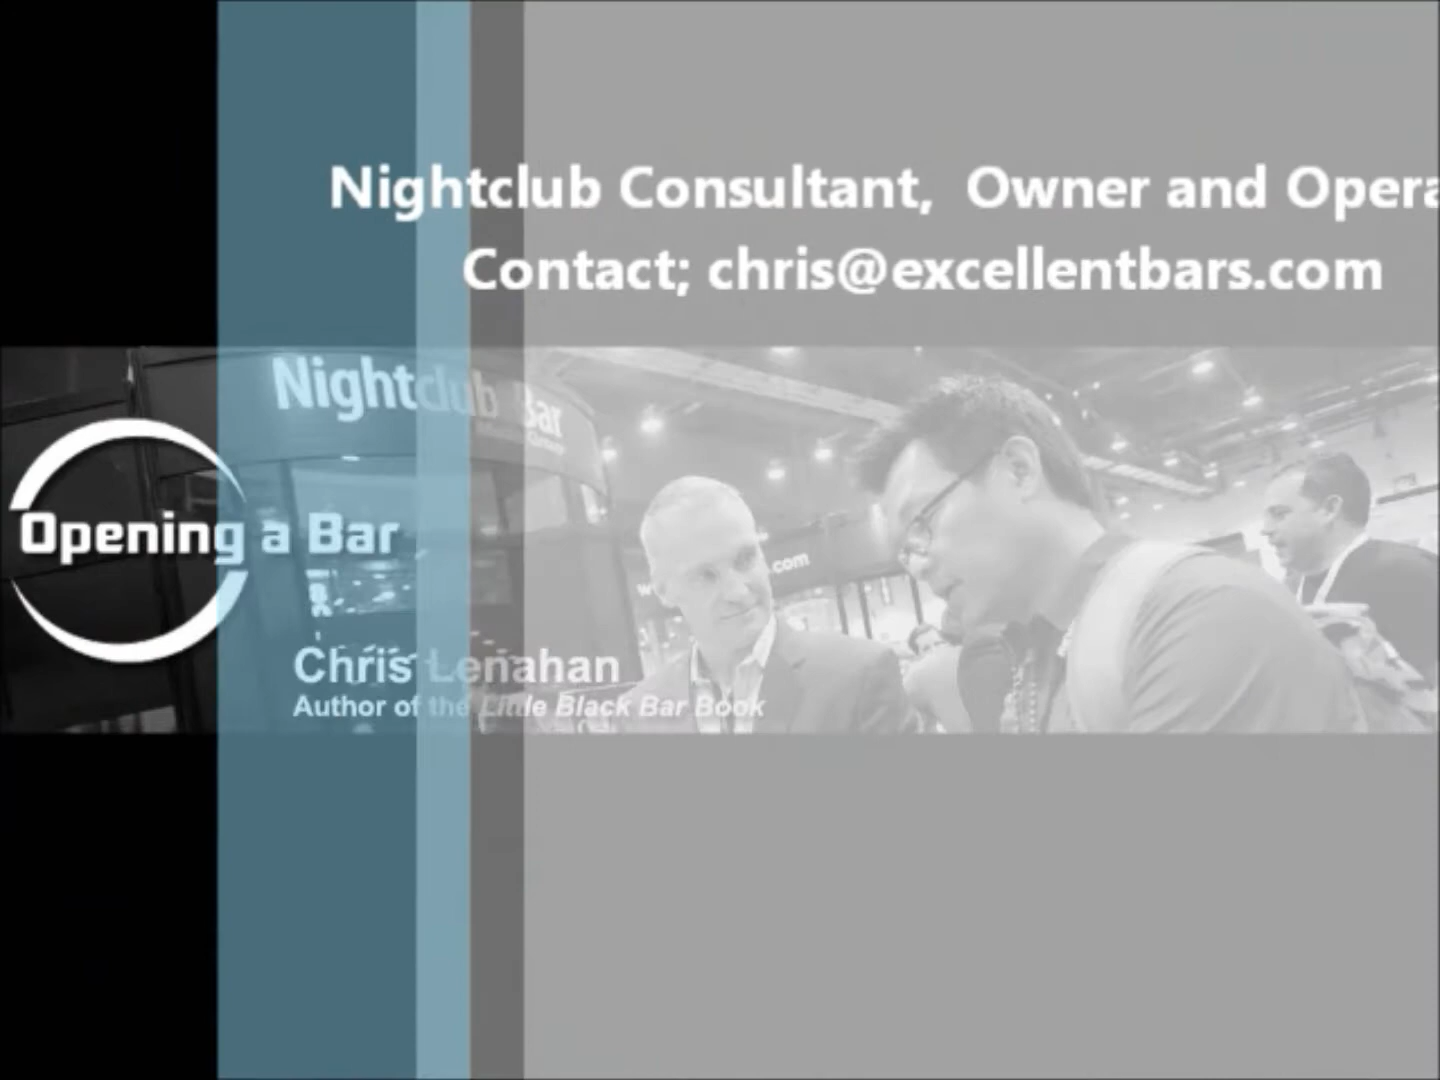 Nightclub Consultant,  Owner and Opera
Contact; chris@excellentbars.com
Nightclub Bar
Opening a Bar
.com
Chris Lenahan
Author of the Little Black Bar Book